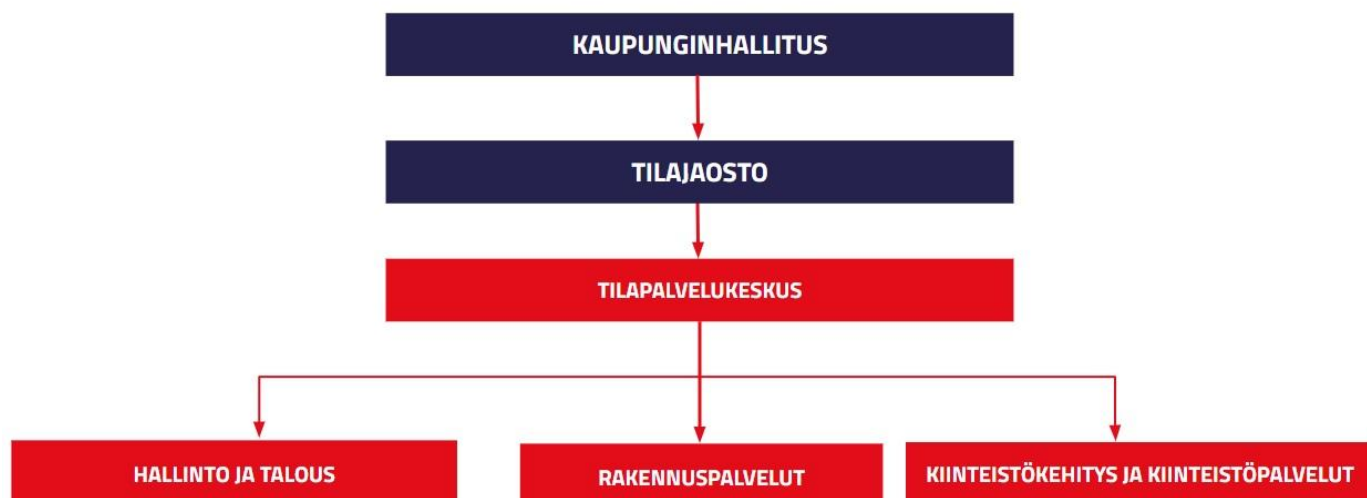 KAUPUNGINHALLITUS
TILAJAOSTO
TILAPALVELUKESKUS
HALLINTO JA TALOUS
RAKENNUSPALVELUT
KIINTEISTÖKEHITYS JA KIINTEISTÖPALVELUT